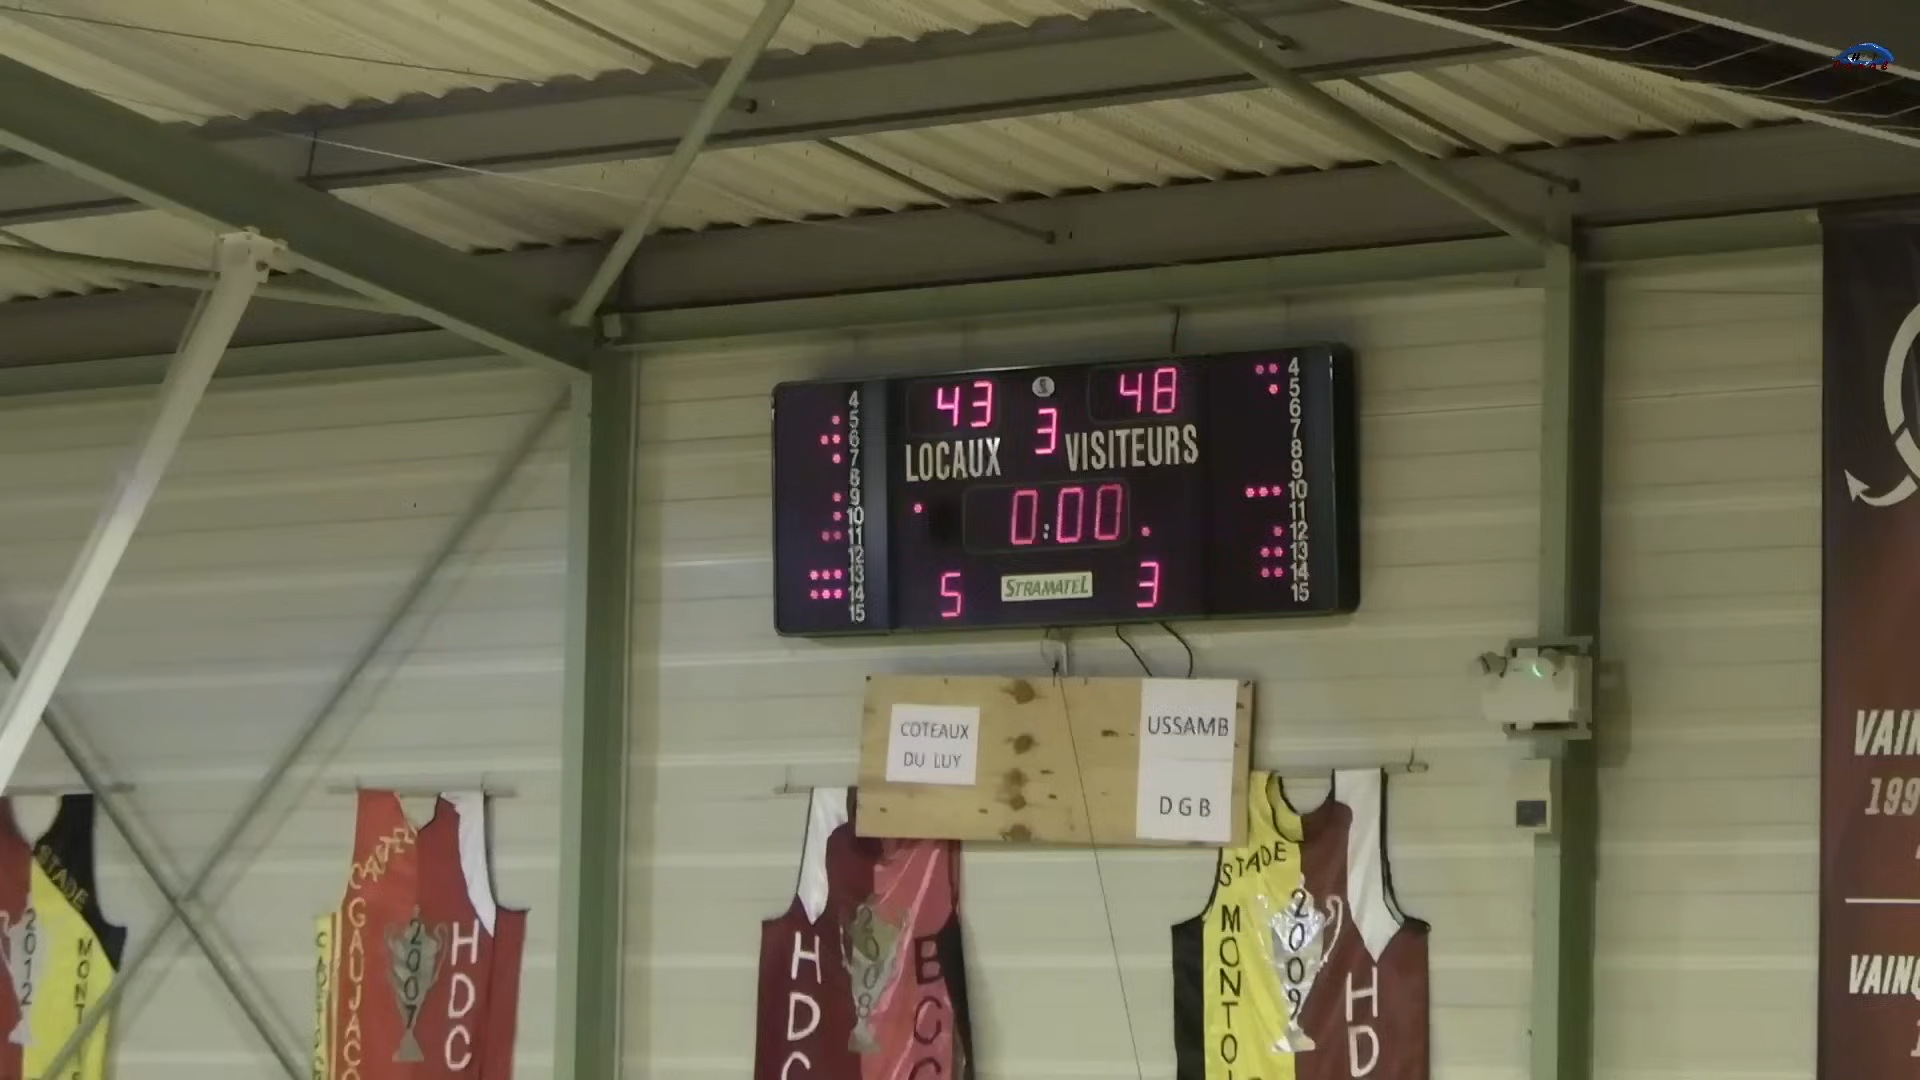 43 48
3
LOCAUX VISITEURS
0:00
5 STRAMATEL 3
4
5
6
7
8
9
10
11
12
13
14
15
4
5
6
7
8
9
10
11
12
13
14
15
COTEAUX
DU LUY
USSAMB
DGB
STADE
2012
GAUJACQ
2007
HDC
HDC
2008
BCC
STADE
2009
HD
VAIN
199
VAINQ